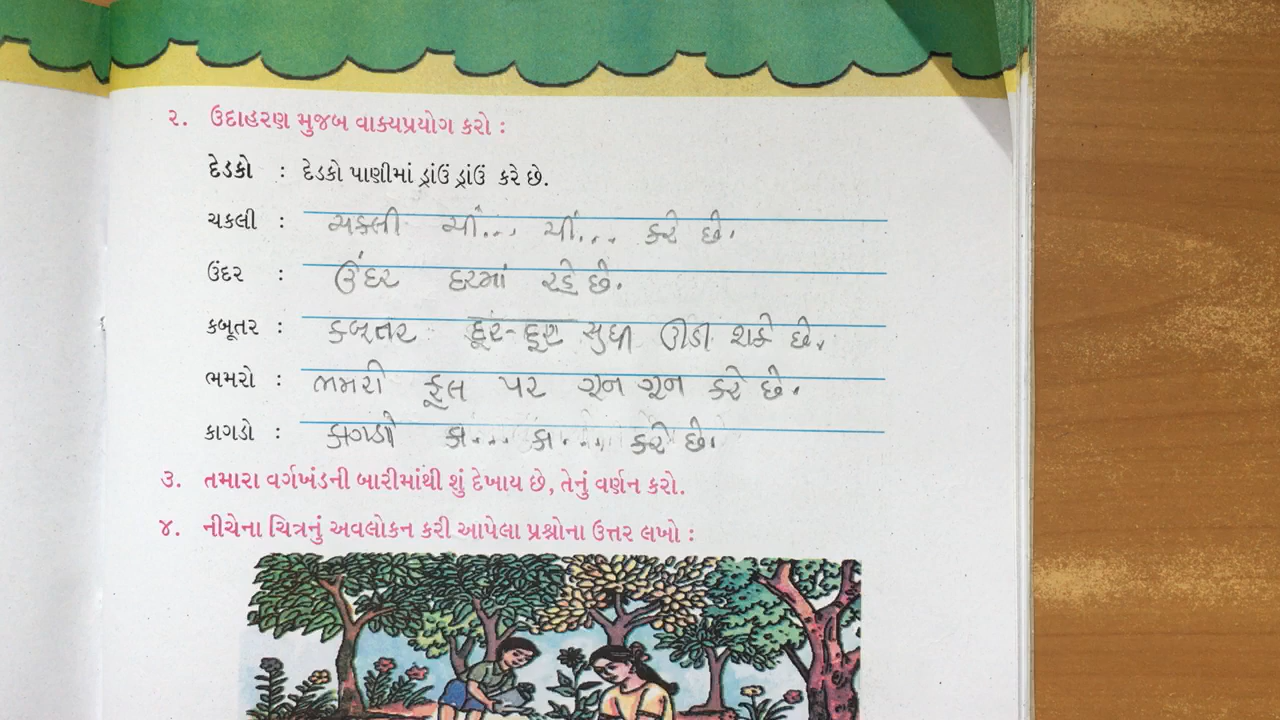 ૨. ઉદાહરણ મુજબ વાક્યપ્રયોગ કરો :
દેડકો : દેડકો પાણીમાં ડ્રાંઉં ડ્રાંઉં કરે છે.
ચકલી : ચકલી ચીં... ચીં... કરે છે.
ઉંદર : ઉંદર દરમાં રહે છે.
કબૂતર : કબૂતર દૂર-દૂર સુધી ઊડી શકે છે.
ભમરો : ભમરો ફૂલ પર ગુન ગુન કરે છે.
કાગડો : કાગડો કા... કા.... કરે છે.
૩. તમારા વર્ગખંડની બારીમાંથી શું દેખાય છે, તેનું વર્ણન કરો.
૪. નીચેના ચિત્રનું અવલોકન કરી આપેલા પ્રશ્નોના ઉત્તર લખો :